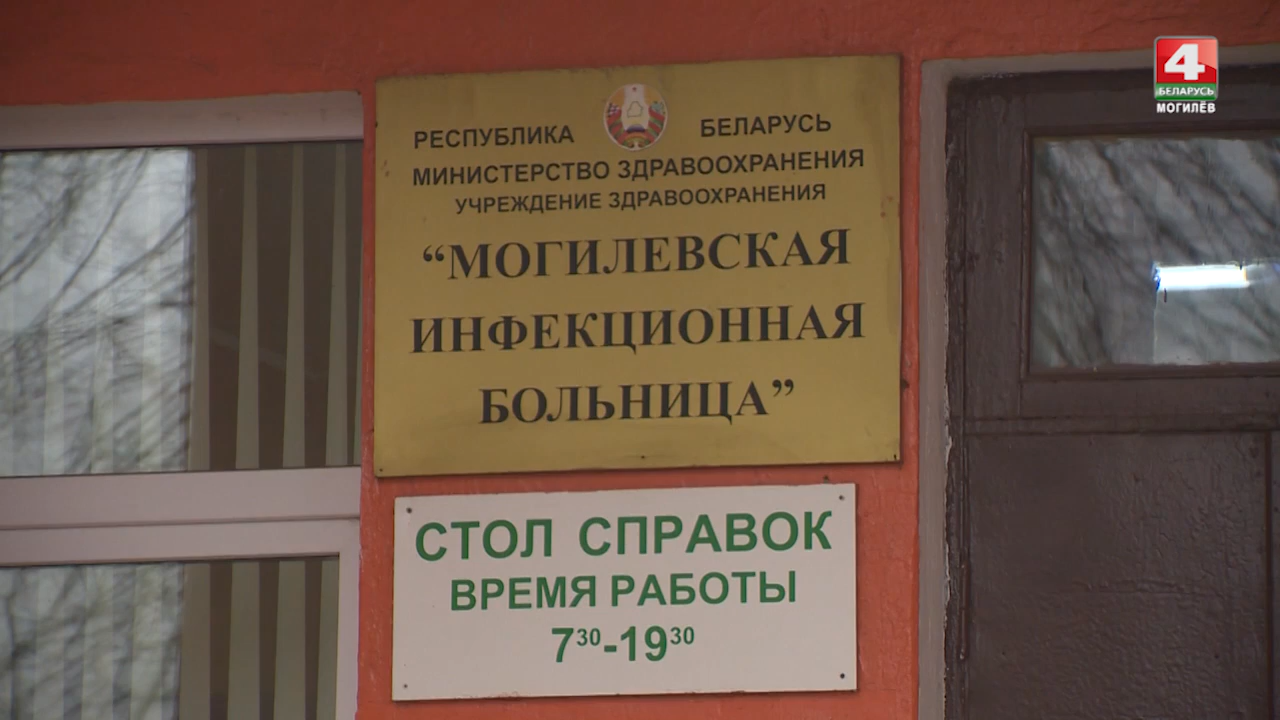 4
БЕЛАРУСЬ
МОГИЛЁВ
РЕСПУБЛИКА БЕЛАРУСЬ
МИНИСТЕРСТВО ЗДРАВООХРАНЕНИЯ
УЧРЕЖДЕНИЕ ЗДРАВООХРАНЕНИЯ
“МОГИЛЕВСКАЯ
ИНФЕКЦИОННАЯ
БОЛЬНИЦА”
СТОЛ СПРАВОК
ВРЕМЯ РАБОТЫ
7³⁰-19³⁰